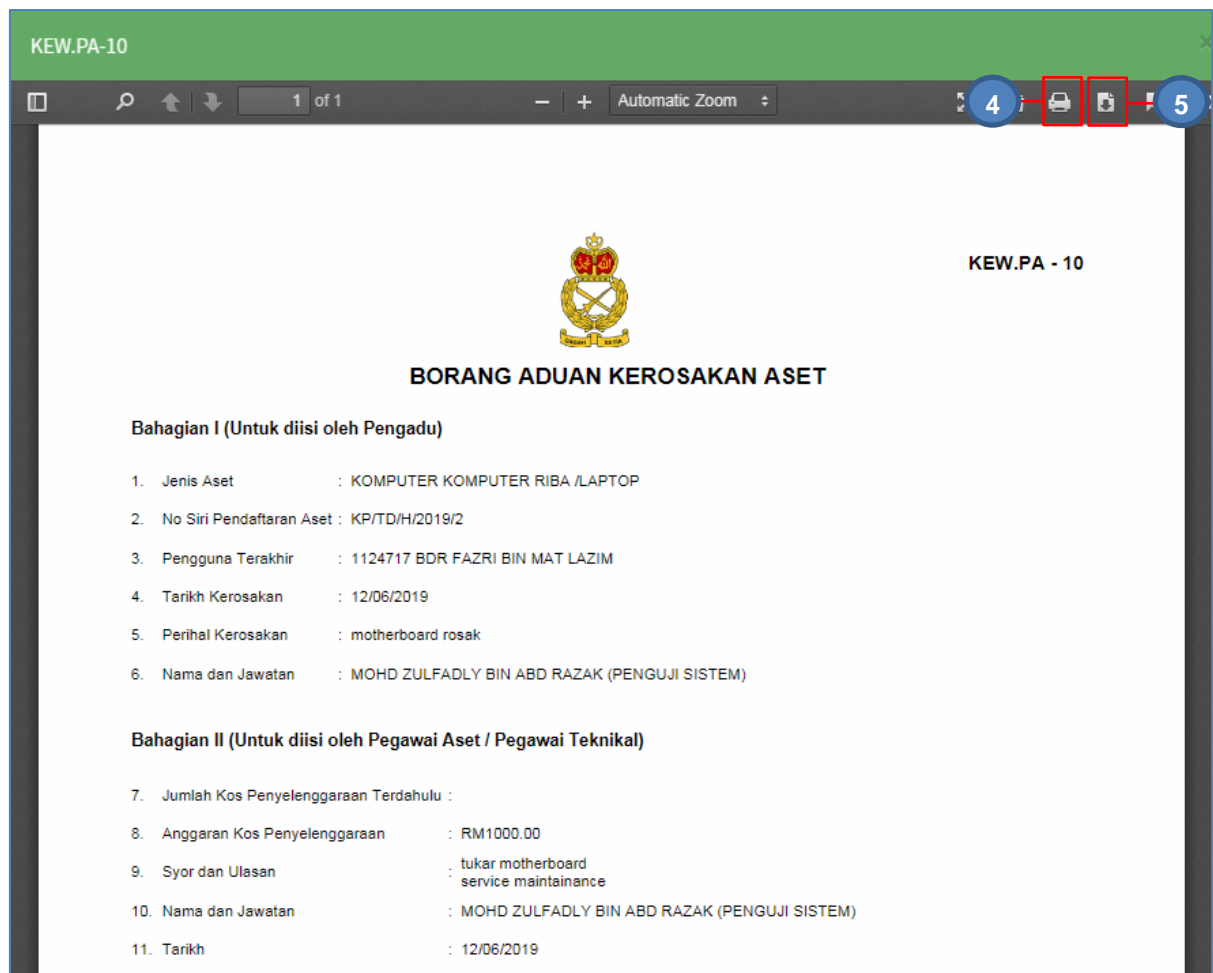 KEW.PA-10
1 of 1 Automatic Zoom
4
5
KEW.PA - 10
BORANG ADUAN KEROSAKAN ASET
Bahagian I (Untuk diisi oleh Pengadu)
1. Jenis Aset : KOMPUTER KOMPUTER RIBA /LAPTOP
2. No Siri Pendaftaran Aset : KP/TD/H/2019/2
3. Pengguna Terakhir : 1124717 BDR FAZRI BIN MAT LAZIM
4. Tarikh Kerosakan : 12/06/2019
5. Perihal Kerosakan : motherboard rosak
6. Nama dan Jawatan : MOHD ZULFADLY BIN ABD RAZAK (PENGUJI SISTEM)
Bahagian II (Untuk diisi oleh Pegawai Aset / Pegawai Teknikal)
7. Jumlah Kos Penyelenggaraan Terdahulu :
8. Anggaran Kos Penyelenggaraan : RM1000.00
9. Syor dan Ulasan : tukar motherboard
service maintainance
10. Nama dan Jawatan : MOHD ZULFADLY BIN ABD RAZAK (PENGUJI SISTEM)
11. Tarikh : 12/06/2019